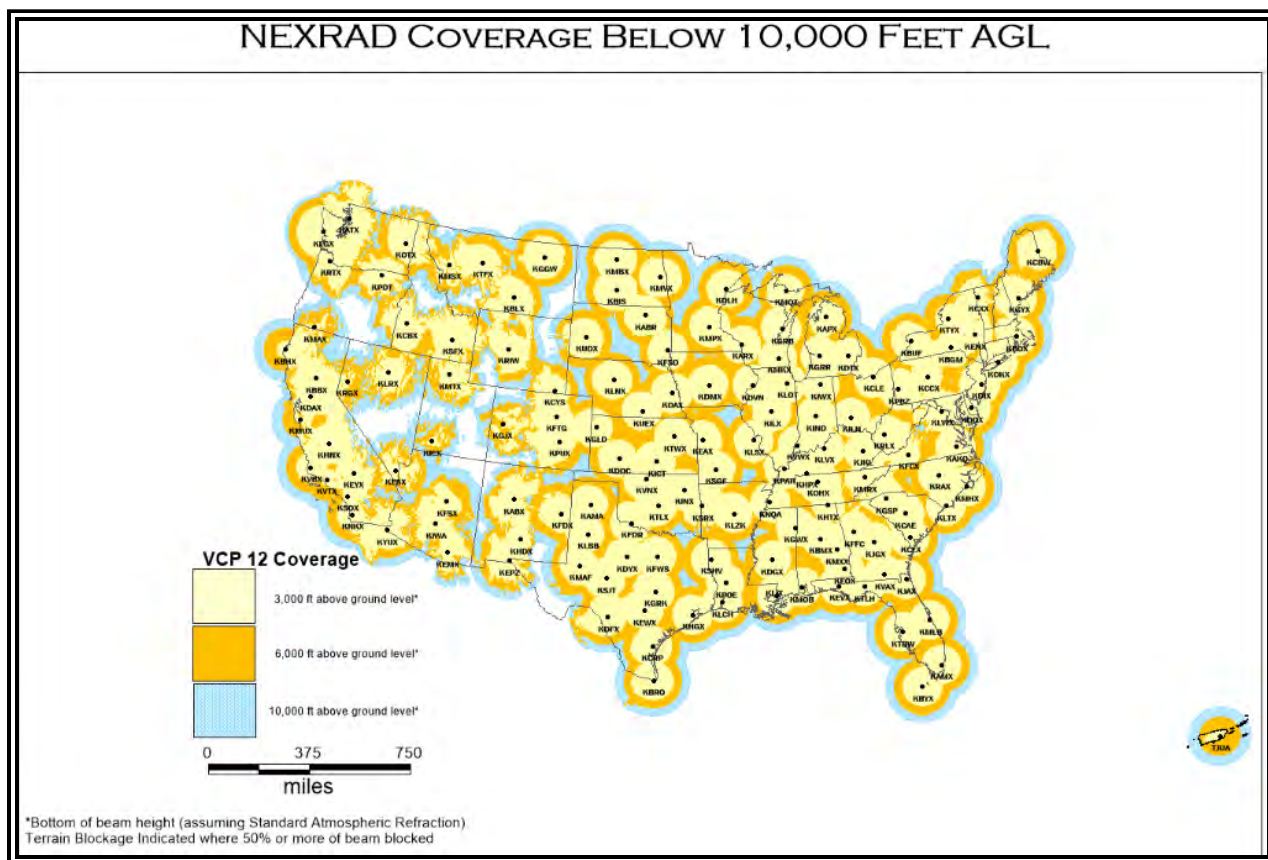 NEXRAD COVERAGE BELOW 10,000 FEET AGL
KATX
KCBW
KLGX
KOTX
KRTX
KMSX
KTFX
KGGW
KMBX
KMVX
KPDT
KBLX
KBIS
KDLH
KMQT
KCXX
KGYX
KTYX
KMAX
KCBX
KABR
KMPX
KGRB
KAPX
KBUF
KENX
KBOX
KBHX
KSFX
KRIW
KUDX
KFSD
KARX
KMKX
KGRR
KDTX
KBGM
KOKX
KBBX
KRGX
KLRX
KMTX
KCYS
KLNX
KOAX
KDMX
KDVN
KLOT
KIWX
KCLE
KPBZ
KCCX
KDIX
KDAX
KMUX
KICX
KGJX
KFTG
KUEX
KILX
KIND
KILN
KLWX
KDOX
KHNX
KPUX
KGLD
KTWX
KEAX
KLSX
KVWX
KLVX
KJKL
KRLX
KFCX
KAKQ
KVBX
KVTX
KEYX
KESX
KDDC
KICT
KSGF
KPAH
KHPX
KOHX
KMRX
KRAX
KMHX
KSOX
KNKX
KYUX
KFSX
KABX
KVNX
KINX
KIWA
KHDX
KFDX
KAMA
KTLX
KSRX
KLZK
KNQA
KHTX
KGSP
KCAE
KLTX
KEMX
KEPZ
KLBB
KFDR
KGWX
KBMX
KFFC
KJGX
KCLX
KMAF
KDYX
KFWS
KSHV
KDGX
KMXX
KSJT
KPOE
KEOX
KVAX
KJAX
KGRK
KLCH
KLIX
KMOB
KEVX
KTLH
KDFX
KEWX
KHGX
KCRP
KTBW
KMLB
KBRO
KAMX
KBYX
TJUA
VCP 12 Coverage
3,000 ft above ground level*
6,000 ft above ground level*
10,000 ft above ground level*
0 375 750
miles
*Bottom of beam height (assuming Standard Atmospheric Refraction)
Terrain Blockage Indicated where 50% or more of beam blocked